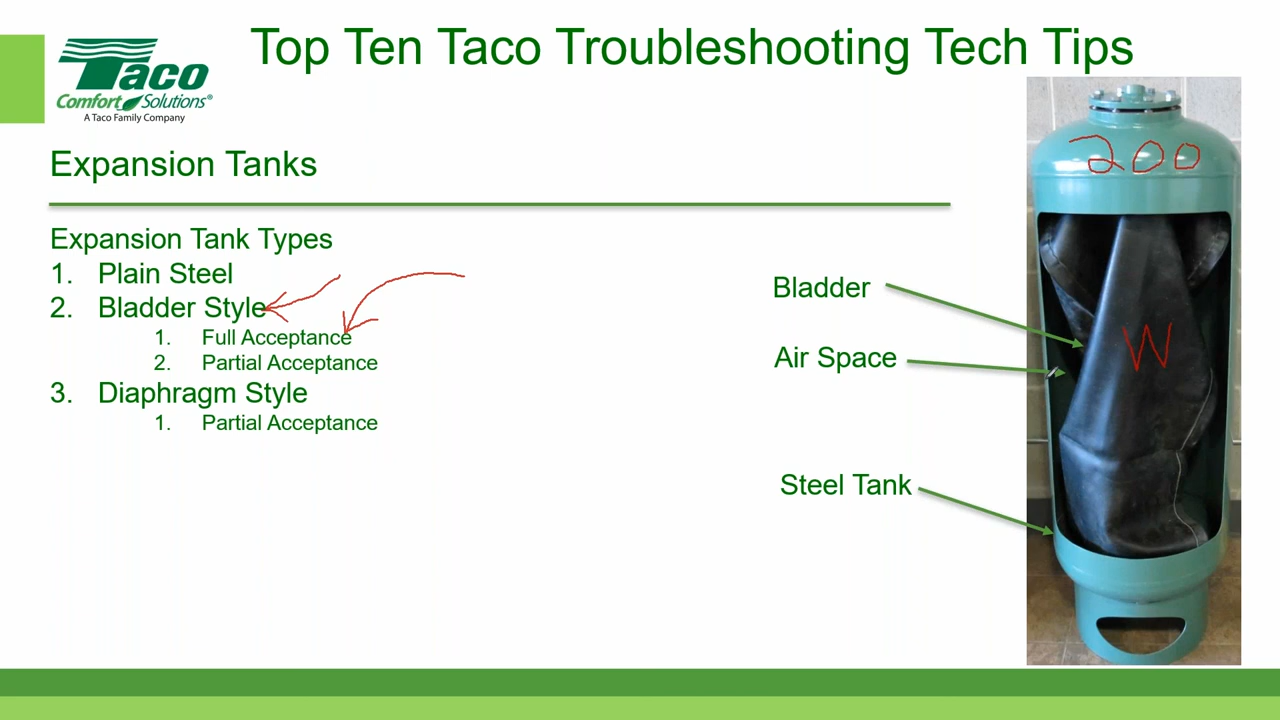 Top Ten Taco Troubleshooting Tech Tips
Taco
Comfort Solutions®
A Taco Family Company
Expansion Tanks
Expansion Tank Types
1. Plain Steel
2. Bladder Style
1. Full Acceptance
2. Partial Acceptance
3. Diaphragm Style
1. Partial Acceptance
200
Bladder
W
Air Space
Steel Tank